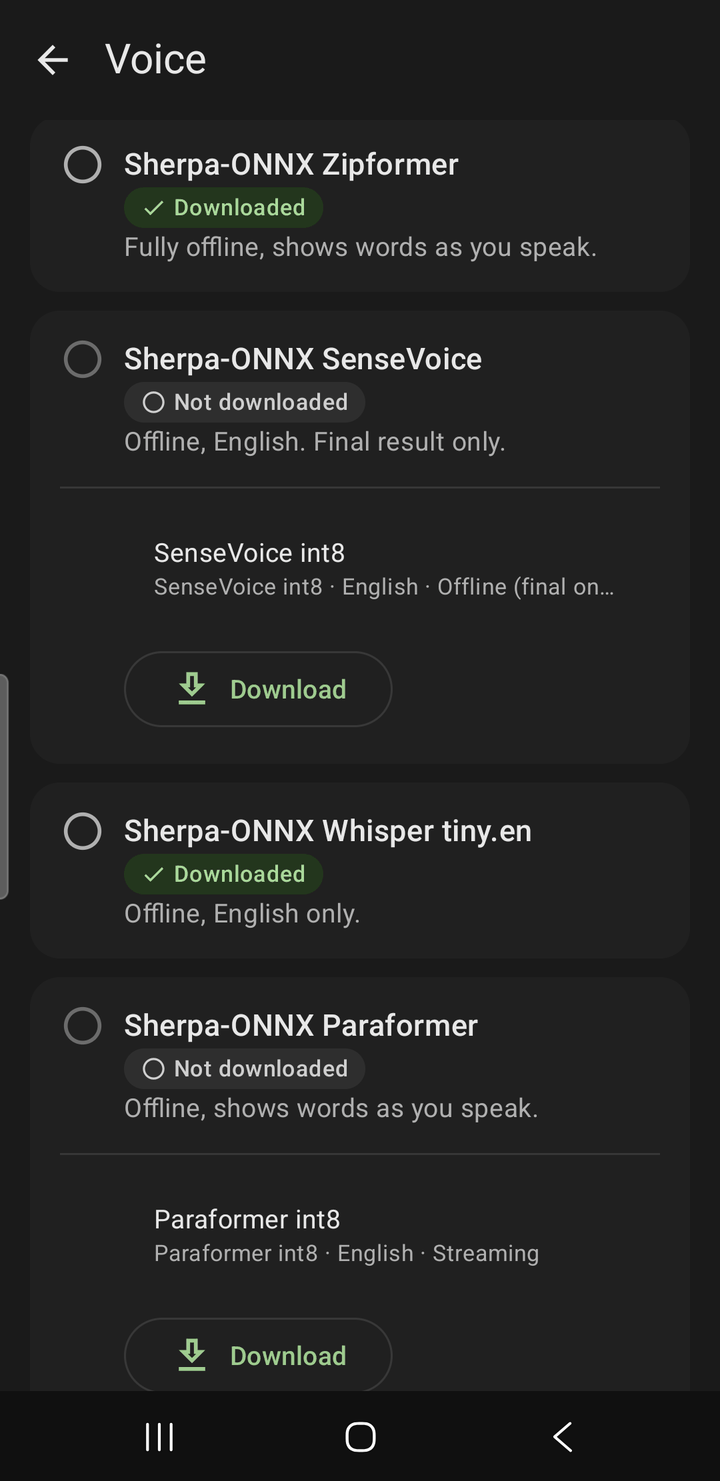 Voice
Sherpa-ONNX Zipformer
Downloaded
Fully offline, shows words as you speak.
Sherpa-ONNX SenseVoice
Not downloaded
Offline, English. Final result only.
SenseVoice int8
SenseVoice int8 · English · Offline (final on...
Download
Sherpa-ONNX Whisper tiny.en
Downloaded
Offline, English only.
Sherpa-ONNX Paraformer
Not downloaded
Offline, shows words as you speak.
Paraformer int8
Paraformer int8 · English · Streaming
Download